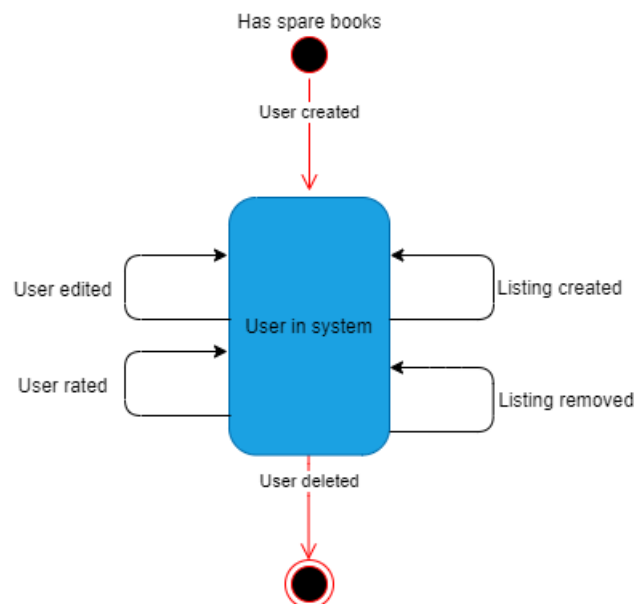 Has spare books
User created
User edited
Listing created
User in system
User rated
Listing removed
User deleted